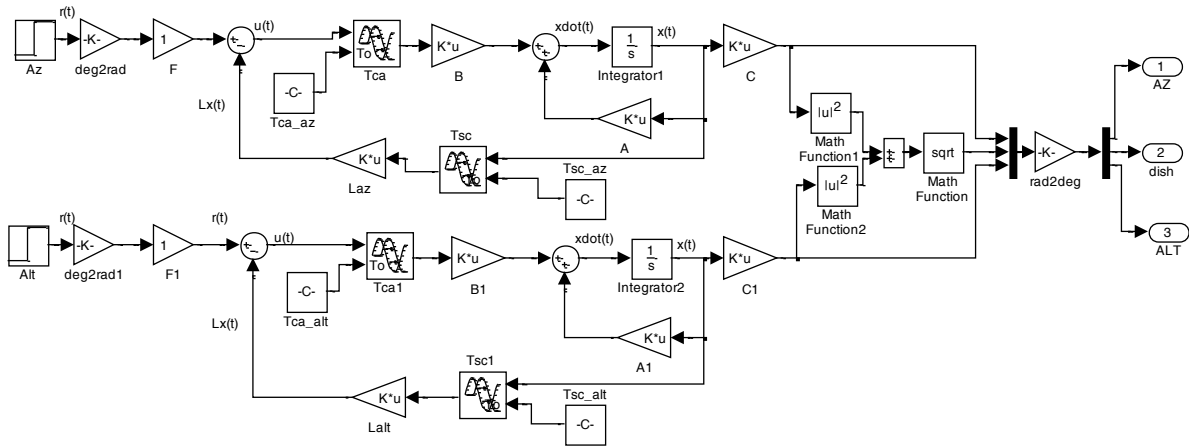 r(t)
Az
-K-
deg2rad
1
F
+
−
u(t)
To
Tca
-C-
Tca_az
K*u
B
+
+
xdot(t)
1
s
Integrator1
x(t)
K*u
C
K*u
A
Lx(t)
K*u
Laz
Tsc
To
Tsc_az
-C-
|u|2
Math
Function1
|u|2
Math
Function2
+
+
sqrt
Math
Function
-K-
rad2deg
1
AZ
2
dish
3
ALT
r(t)
Alt
-K-
deg2rad1
1
F1
r(t)
+
−
u(t)
To
Tca1
-C-
Tca_alt
K*u
B1
+
+
xdot(t)
1
s
Integrator2
x(t)
K*u
C1
K*u
A1
Lx(t)
K*u
Lalt
Tsc1
To
Tsc_alt
-C-